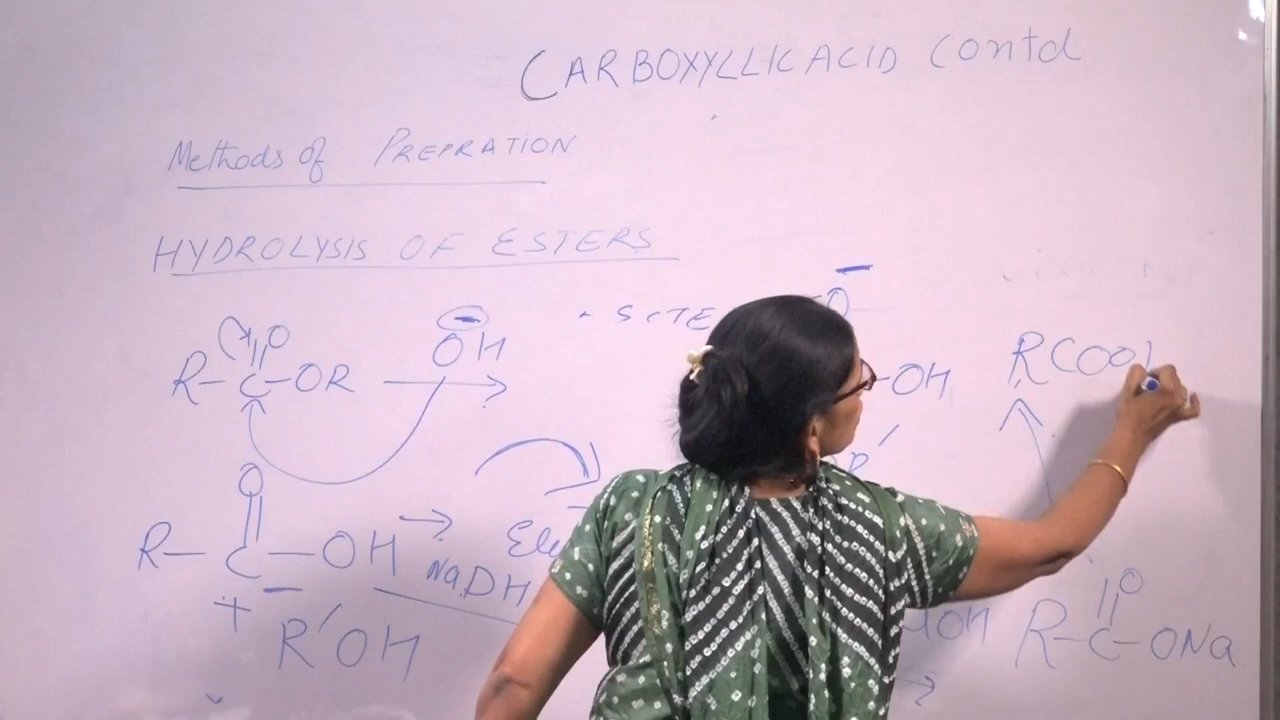 CARBOXYLLIC ACID Contd
Methods of PREPRATION
HYDROLYSIS OF ESTERS
O
R-C-OR
OH
O
-OH
RCOO
O
R-C-OH
NaOH
+
R'OH
O
R-C-ONa